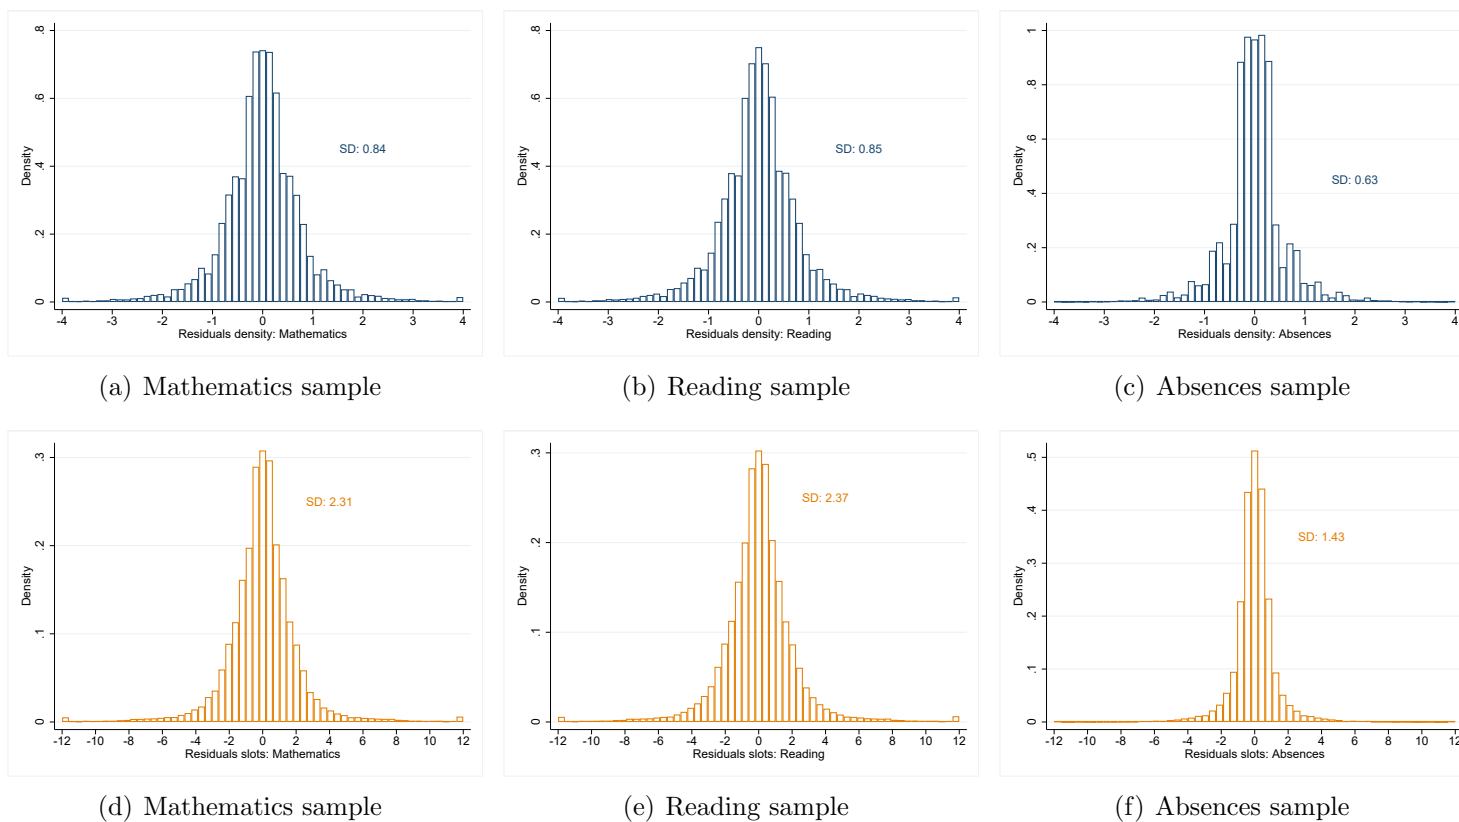 .8
.6
.4
.2
0
Density
SD: 0.84
-4 -3 -2 -1 0 1 2 3 4
Residuals density: Mathematics
(a) Mathematics sample
.8
.6
.4
.2
0
Density
SD: 0.85
-4 -3 -2 -1 0 1 2 3 4
Residuals density: Reading
(b) Reading sample
1
.8
.6
.4
.2
0
Density
SD: 0.63
-4 -3 -2 -1 0 1 2 3 4
Residuals density: Absences
(c) Absences sample
.3
.2
.1
0
Density
SD: 2.31
-12 -10 -8 -6 -4 -2 0 2 4 6 8 10 12
Residuals slots: Mathematics
(d) Mathematics sample
.3
.2
.1
0
Density
SD: 2.37
-12 -10 -8 -6 -4 -2 0 2 4 6 8 10 12
Residuals slots: Reading
(e) Reading sample
.5
.4
.3
.2
.1
0
Density
SD: 1.43
-12 -10 -8 -6 -4 -2 0 2 4 6 8 10 12
Residuals slots: Absences
(f) Absences sample